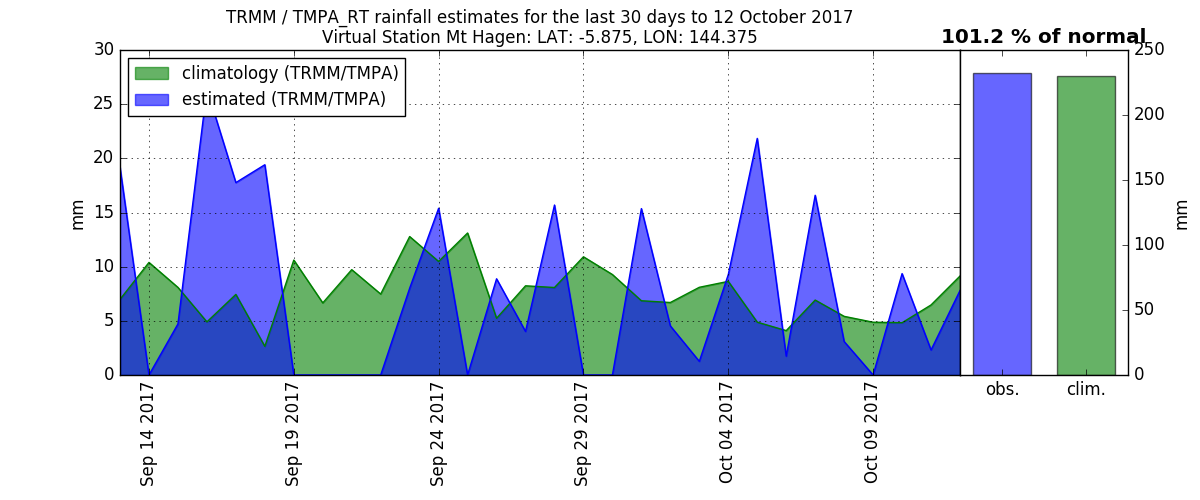 TRMM / TMPA_RT rainfall estimates for the last 30 days to 12 October 2017
Virtual Station Mt Hagen: LAT: -5.875, LON: 144.375
101.2 % of normal
climatology (TRMM/TMPA)
estimated (TRMM/TMPA)
30
25
20
15
10
5
0
mm
Sep 14 2017
Sep 19 2017
Sep 24 2017
Sep 29 2017
Oct 04 2017
Oct 09 2017
250
200
150
100
50
0
mm
obs.
clim.